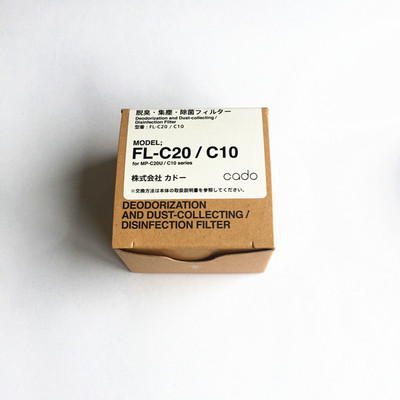 脱臭・集塵・除菌フィルター
Deodorization and Dust-collecting /
Disinfection Filter
型番 : FL-C20 / C10
MODEL;
FL-C20 / C10
for MP-C20U / C10 series
株式会社 カドー
cado
※交換方法は本体の取扱説明書を参照してください。
DEODORIZATION
AND DUST-COLLECTING /
DISINFECTION FILTER